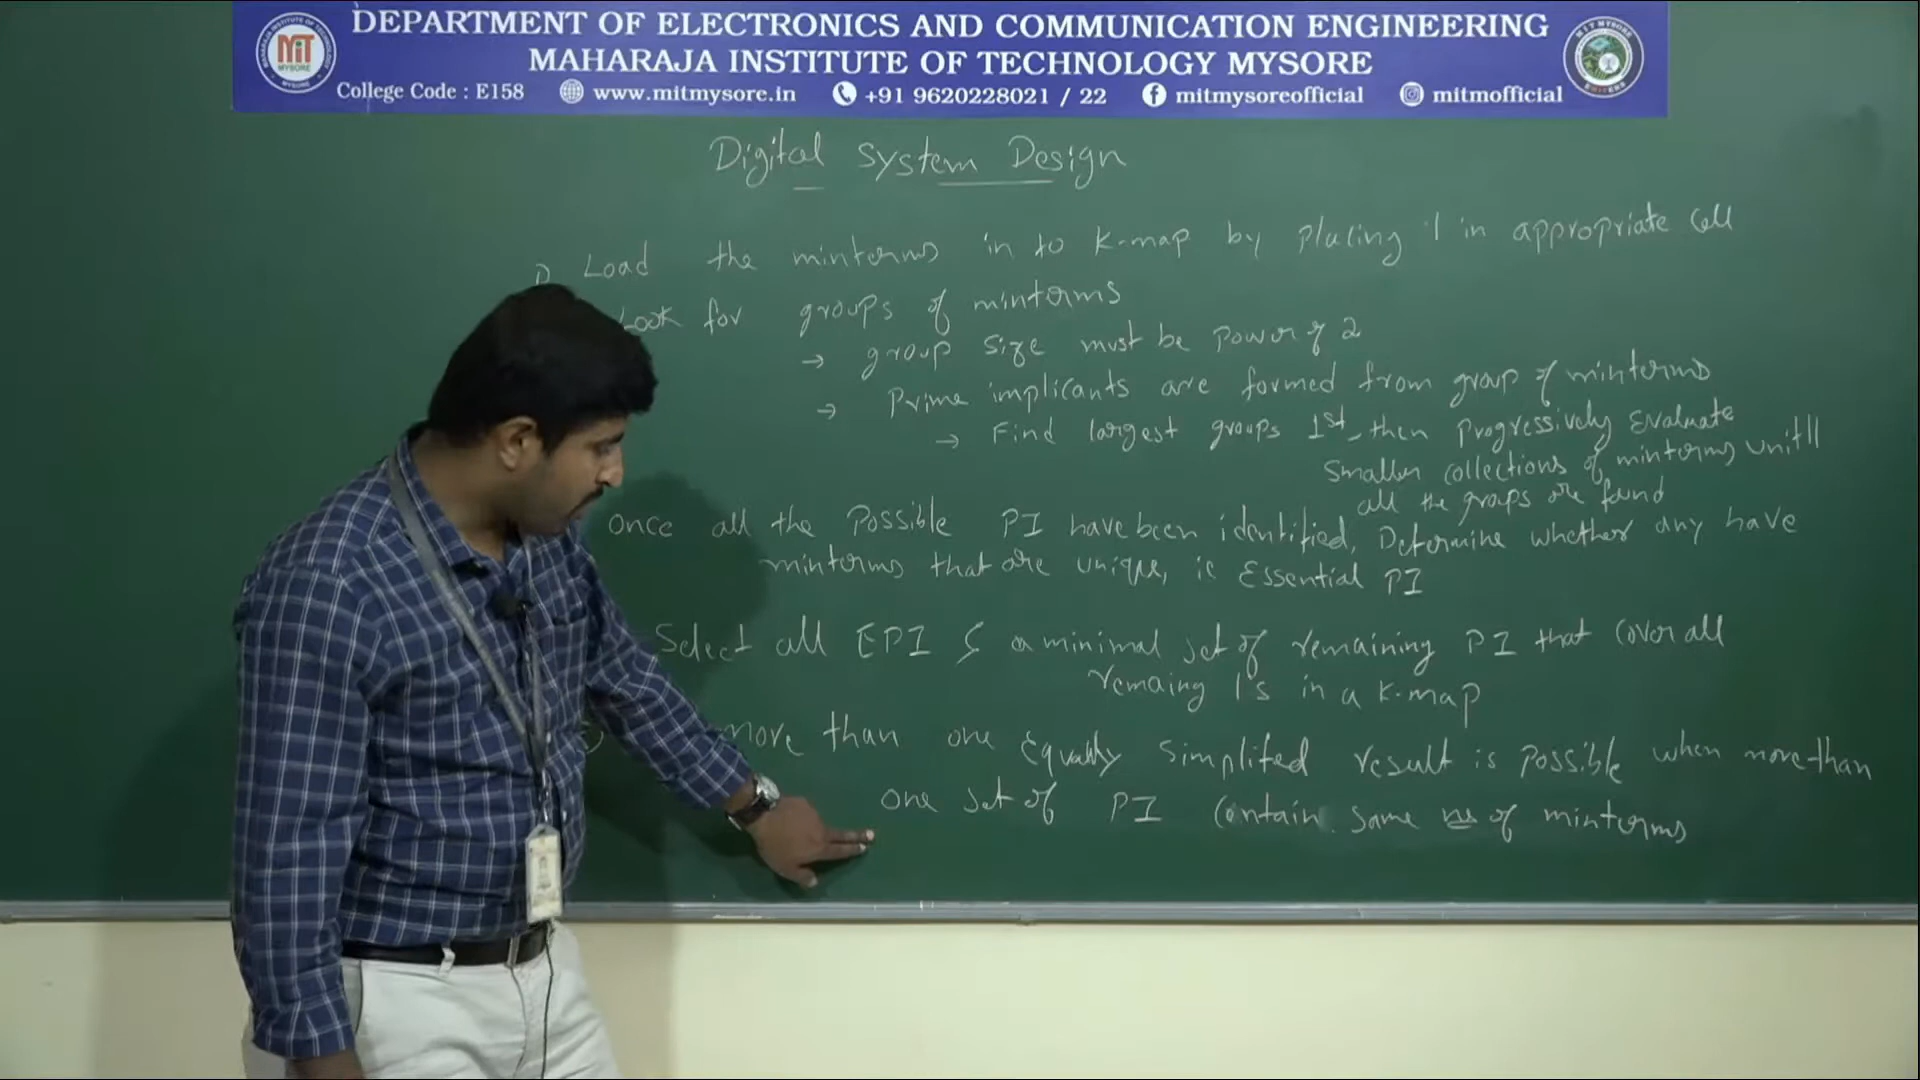 DEPARTMENT OF ELECTRONICS AND COMMUNICATION ENGINEERING
MAHARAJA INSTITUTE OF TECHNOLOGY MYSORE
College Code : E158 www.mitmysore.in +91 9620228021 / 22 mitmysoreofficial mitmofficial
MIT
MYSORE
Digital System Design
1) Load the minterms in to K-map by placing 1 in appropriate cell
Look for groups of minterms
→ group size must be power of 2
→ Prime implicants are formed from group of minterms
→ Find largest groups 1st, then Progressively Evaluate
Smaller collections of minterms unitll
all the groups are found
Once all the Possible PI have been identified, Determine whether any have
minterms that are unique, ie Essential PI
Select all EPI & a minimal set of remaining PI that cover all
remaing 1's in a K-map
More than one Equally Simplifed result is possible when more than
one set of PI contain same no of minterms